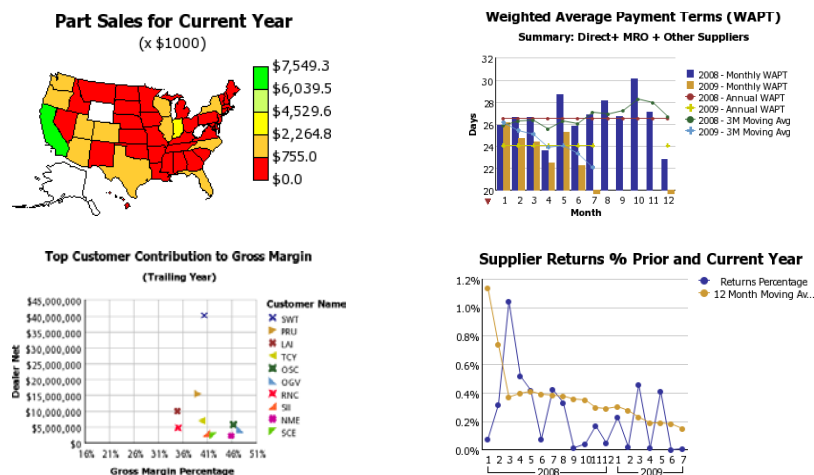 Part Sales for Current Year
(x $1000)
$7,549.3
$6,039.5
$4,529.6
$2,264.8
$755.0
$0.0
Weighted Average Payment Terms (WAPT)
Summary: Direct+ MRO + Other Suppliers
32
30
28
26
24
22
20
Days
1 2 3 4 5 6 7 8 9 10 11 12
Month
2008 - Monthly WAPT
2009 - Monthly WAPT
2008 - Annual WAPT
2009 - Annual WAPT
2008 - 3M Moving Avg
2009 - 3M Moving Avg
Top Customer Contribution to Gross Margin
(Trailing Year)
Dealer Net
$45,000,000
$40,000,000
$35,000,000
$30,000,000
$25,000,000
$20,000,000
$15,000,000
$10,000,000
$5,000,000
$0
16% 21% 26% 31% 36% 41% 46% 51%
Gross Margin Percentage
Customer Name
SWT
PRU
LAI
TCY
OSC
OGV
RNC
SII
NME
SCE
Supplier Returns % Prior and Current Year
1.2%
1.0%
0.8%
0.6%
0.4%
0.2%
0.0%
1 2 3 4 5 6 7 8 9 10 11 12 1 2 3 4 5 6 7
2008 2009
Returns Percentage
12 Month Moving Av...